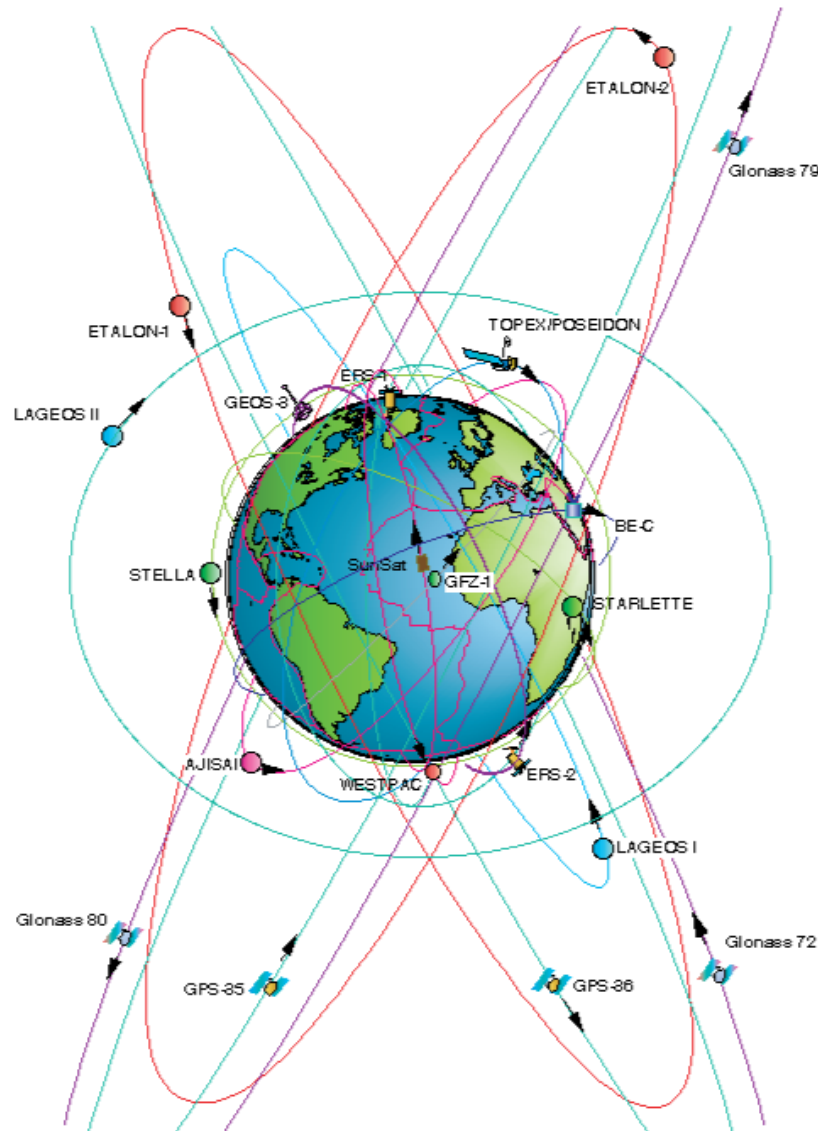 ETALON-2
Glonass 79
TOPEX/POSEIDON
ETALON-1
ERS-1
GEOS-3
LAGEOS II
BE-C
SunSat
STELLA
GFZ-1
STARLETTE
AJISAI
WESTPAC
ERS-2
LAGEOS I
Glonass 80
Glonass 72
GPS-35
GPS-36